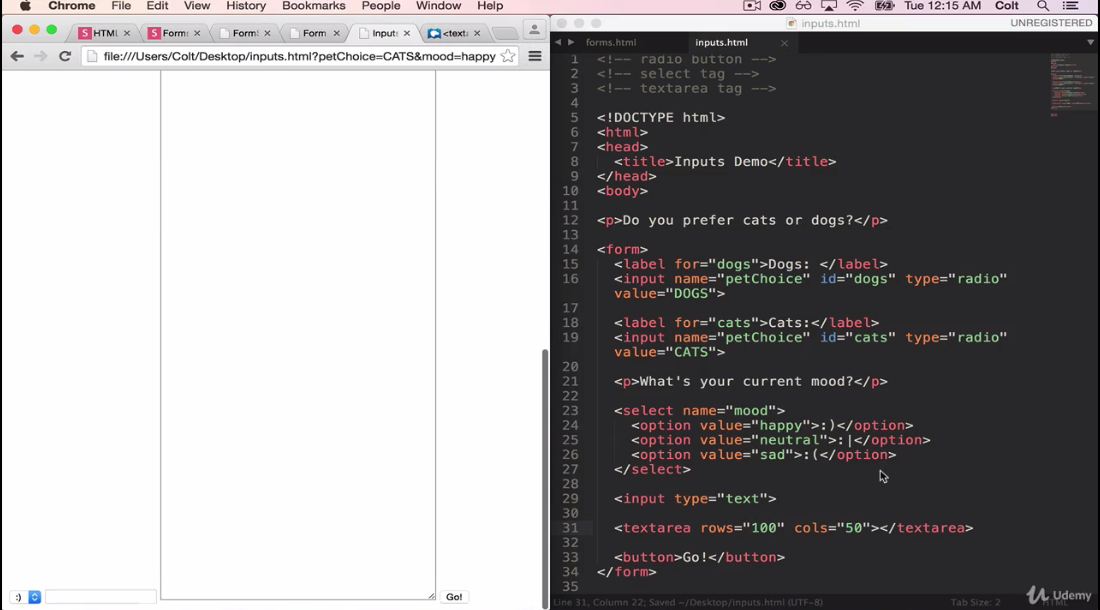 Chrome File Edit View History Bookmarks People Window Help Tue 12:15 AM Colt
HTML Forms FormS Form Inputs <texta
file:///Users/Colt/Desktop/inputs.html?petChoice=CATS&mood=happy
:) Go!
inputs.html UNREGISTERED
forms.html inputs.html
1 <!-- radio button -->
2 <!-- select tag -->
3 <!-- textarea tag -->
4
5 <!DOCTYPE html>
6 <html>
7 <head>
8 <title>Inputs Demo</title>
9 </head>
10 <body>
11
12 <p>Do you prefer cats or dogs?</p>
13
14 <form>
15 <label for="dogs">Dogs: </label>
16 <input name="petChoice" id="dogs" type="radio"
value="DOGS">
17
18 <label for="cats">Cats:</label>
19 <input name="petChoice" id="cats" type="radio"
value="CATS">
20
21 <p>What's your current mood?</p>
22
23 <select name="mood">
24 <option value="happy">:)</option>
25 <option value="neutral">:|</option>
26 <option value="sad">:(</option>
27 </select>
28
29 <input type="text">
30
31 <textarea rows="100" cols="50"></textarea>
32
33 <button>Go!</button>
34 </form>
35
Line 31, Column 22; Saved ~/Desktop/inputs.html (UTF-8) Tab Size: 2 HTML
Udemy